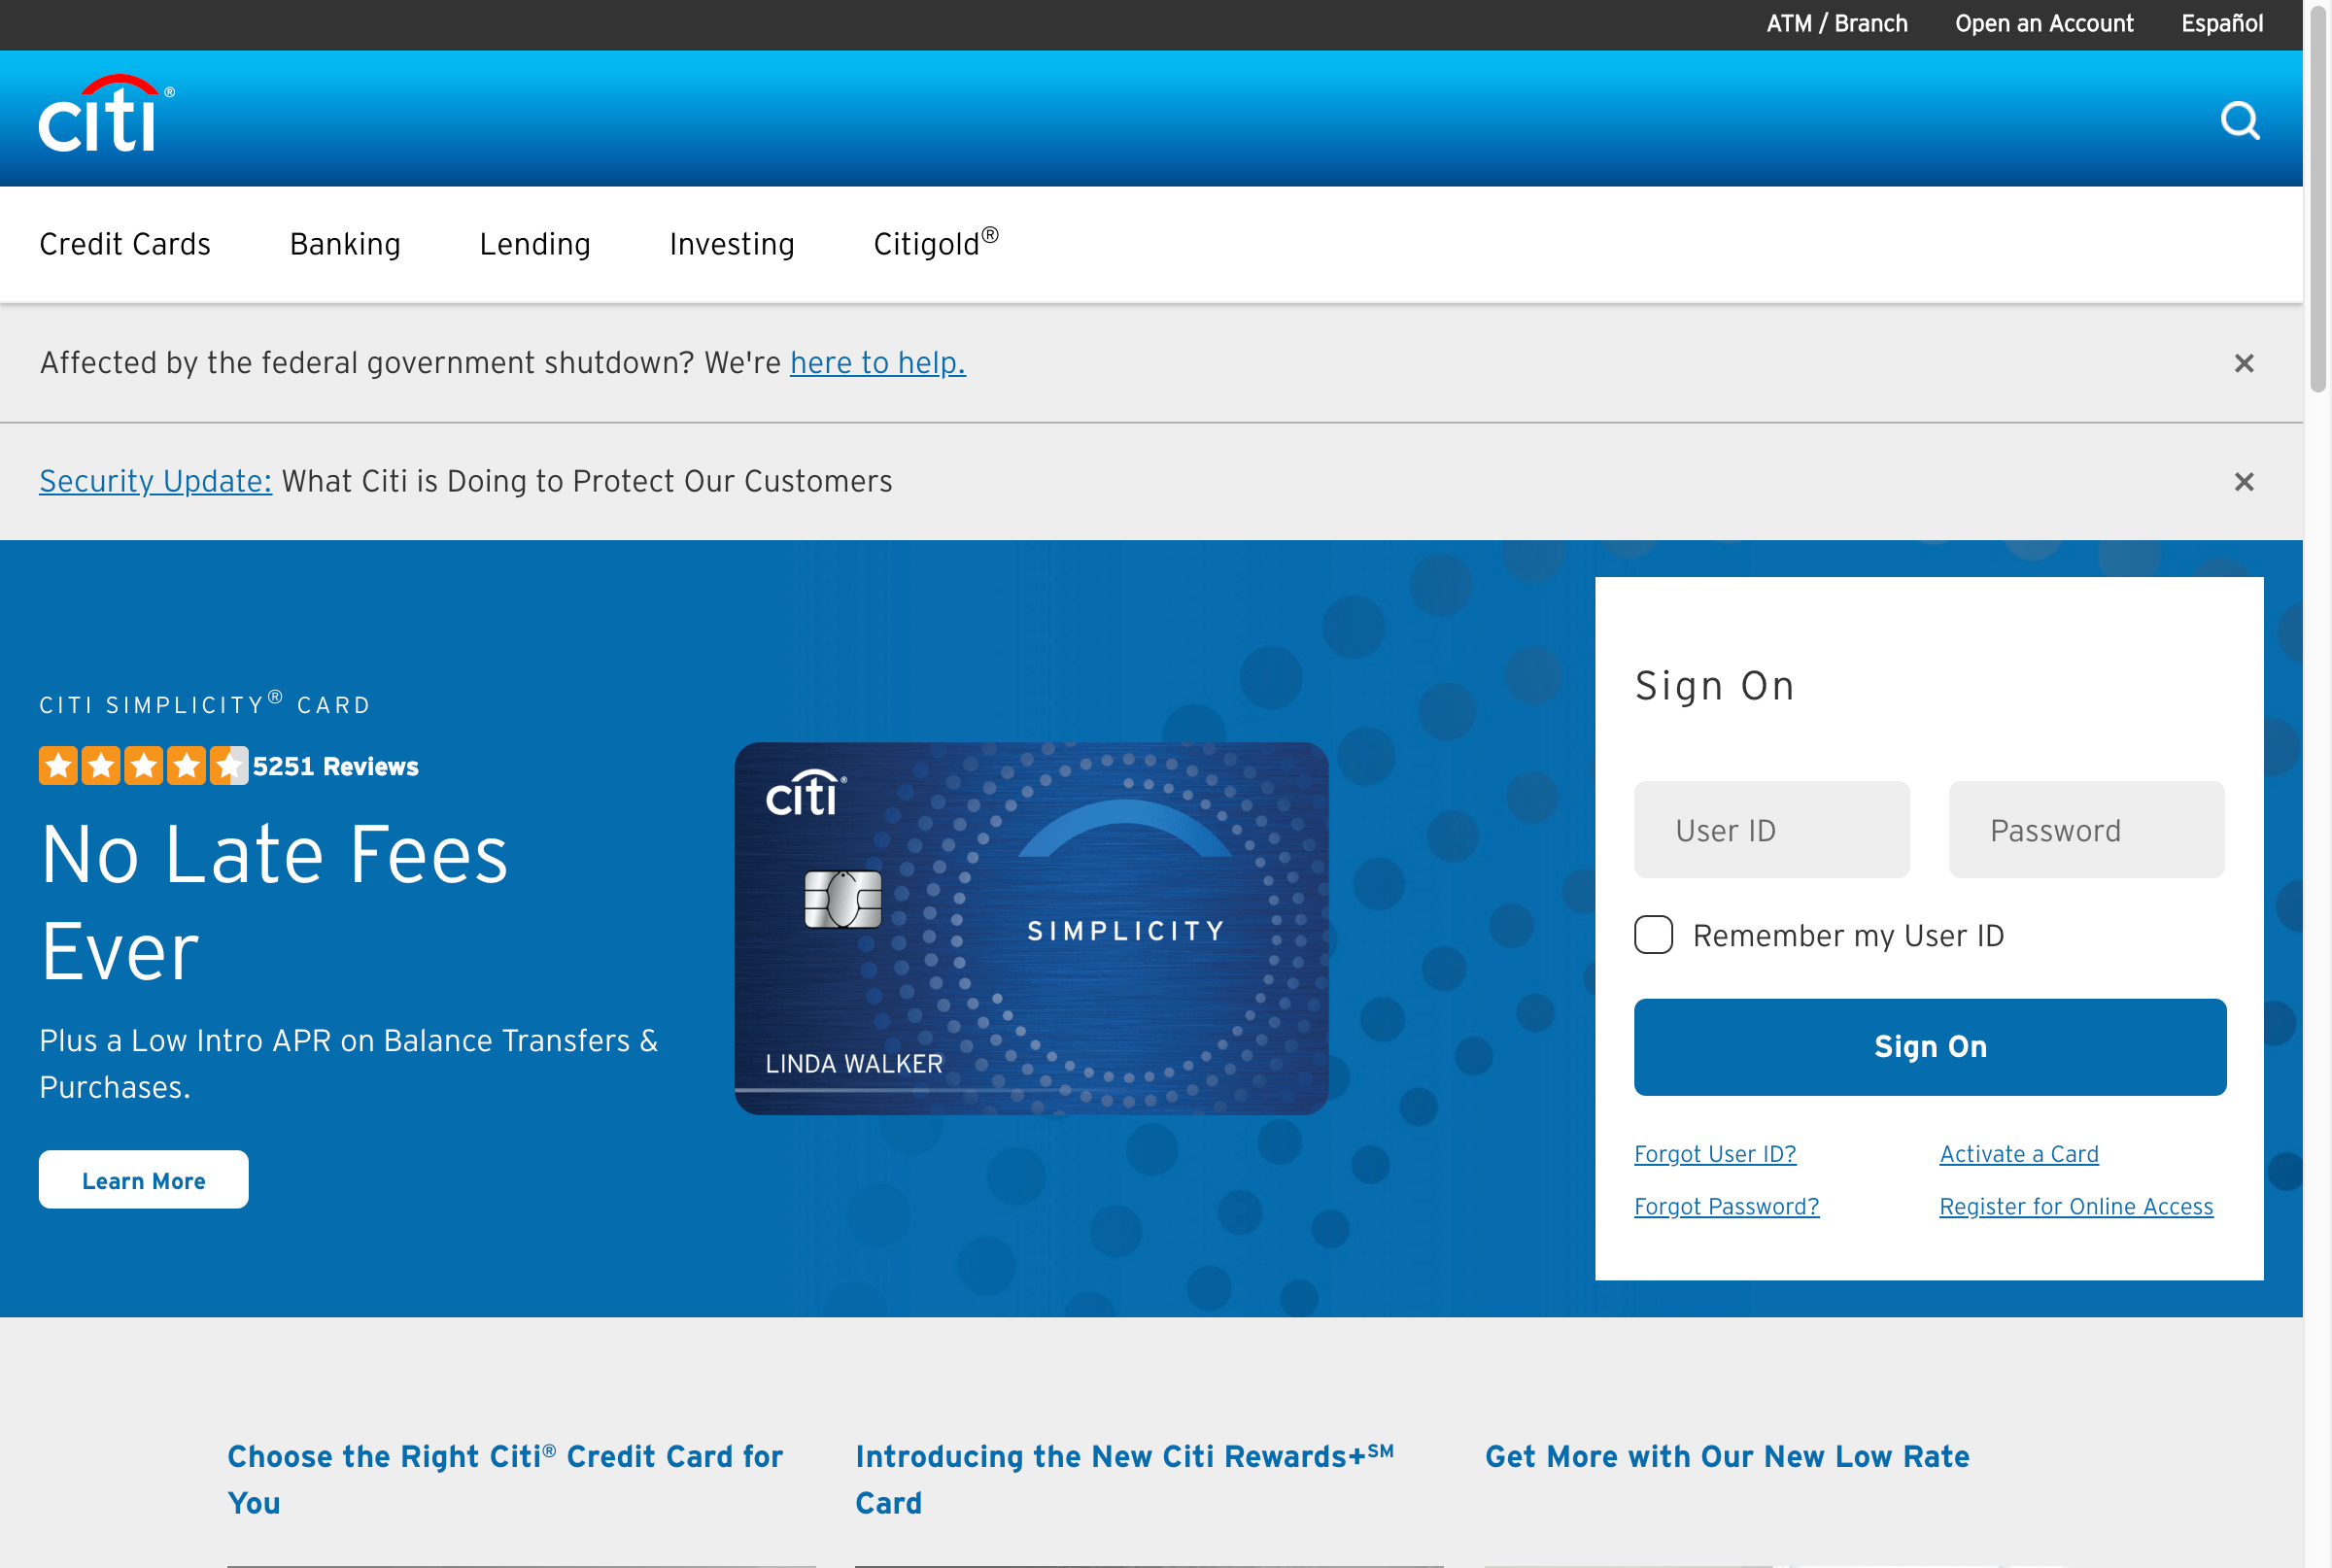 ATM / Branch Open an Account Español
citi®
Credit Cards Banking Lending Investing Citigold®
Affected by the federal government shutdown? We're here to help. ×
Security Update: What Citi is Doing to Protect Our Customers ×
CITI SIMPLICITY® CARD
5251 Reviews
No Late Fees
Ever
Plus a Low Intro APR on Balance Transfers &
Purchases.
Learn More
citi®
SIMPLICITY
LINDA WALKER
Sign On
User ID Password
Remember my User ID
Sign On
Forgot User ID? Activate a Card
Forgot Password? Register for Online Access
Choose the Right Citi® Credit Card for
You
Introducing the New Citi Rewards+SM
Card
Get More with Our New Low Rate